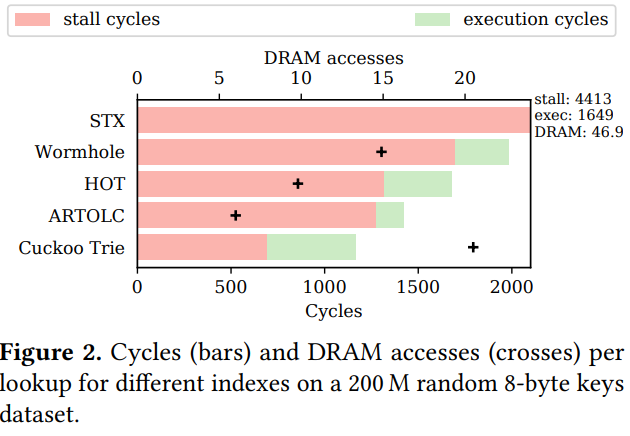 stall cycles execution cycles
DRAM accesses
0 5 10 15 20
stall: 4413
exec: 1649
DRAM: 46.9
STX
Wormhole
HOT
ARTOLC
Cuckoo Trie
0 500 1000 1500 2000
Cycles
Figure 2. Cycles (bars) and DRAM accesses (crosses) per
lookup for different indexes on a 200 M random 8-byte keys
dataset.